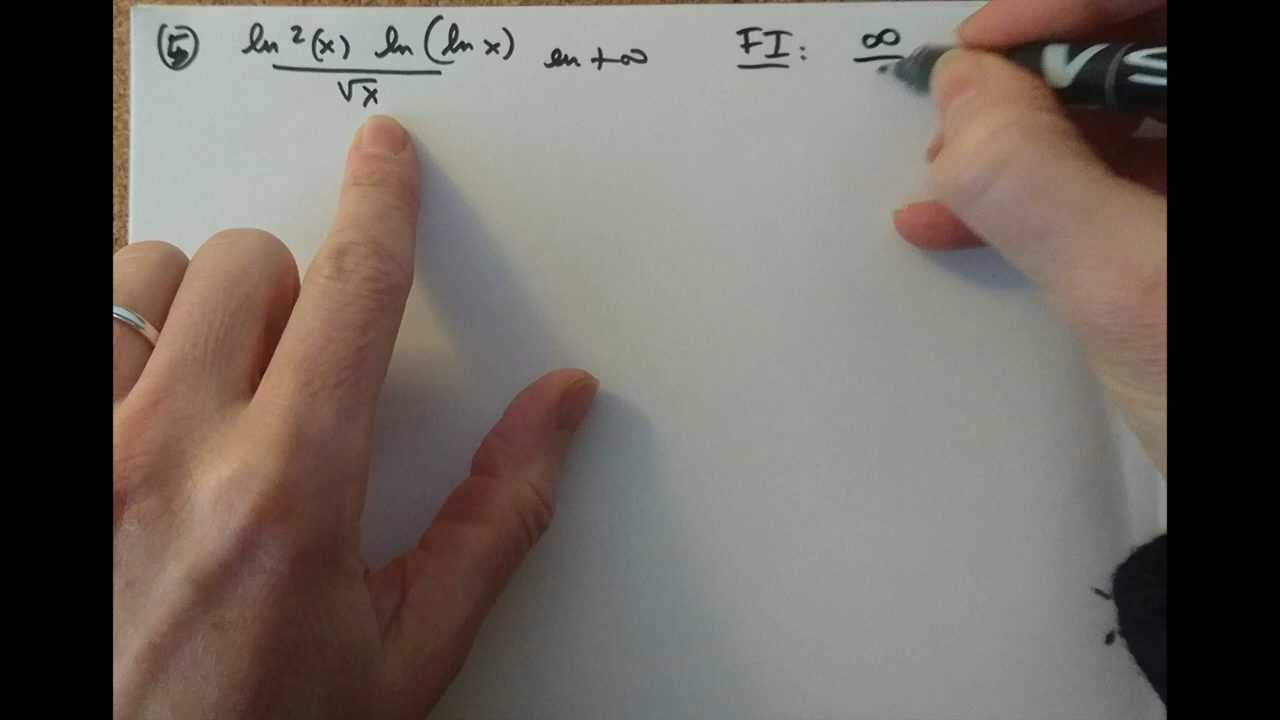 ⑤ ln²(x) ln(ln x) en +∞ FI: ∞
√x